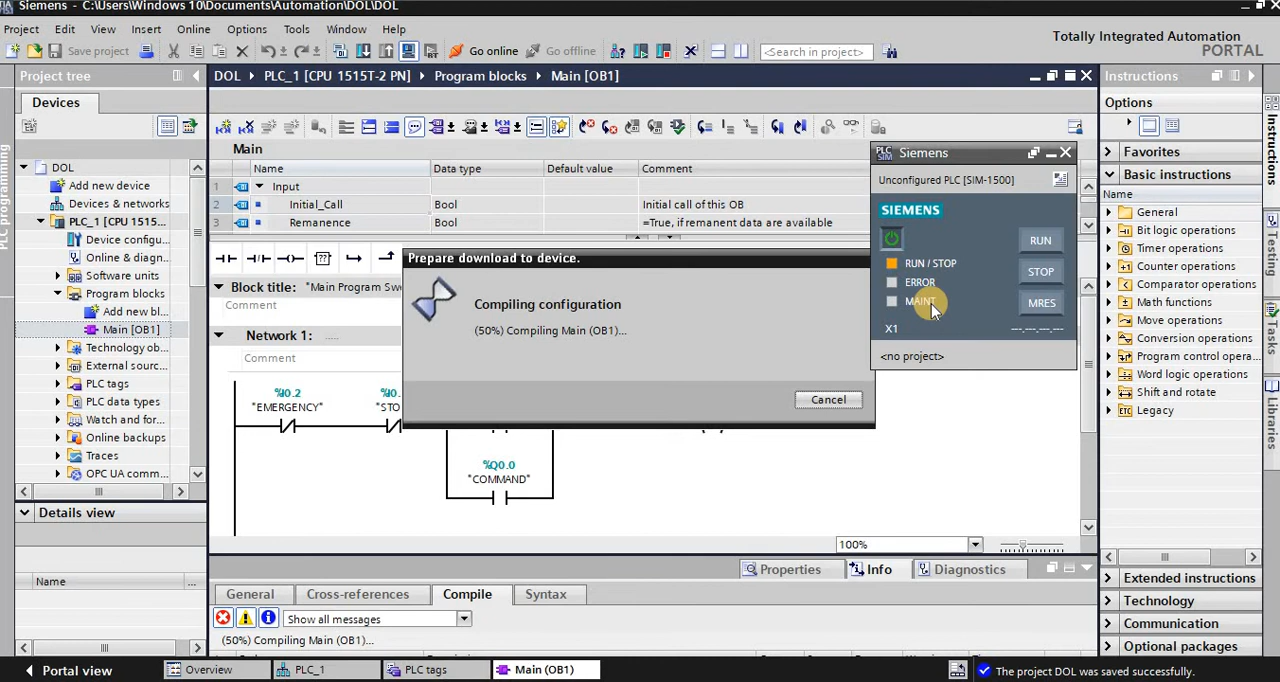 Siemens - C:\Users\Windows 10\Documents\Automation\DOL\DOL
Project Edit View Insert Online Options Tools Window Help
Totally Integrated Automation
PORTAL
Save project Go online Go offline <Search in project>
Project tree
DOL PLC_1 [CPU 1515T-2 PN] Program blocks Main [OB1]
Instructions
Devices
Options
PLC programming
DOL
Add new device
Devices & networks
PLC_1 [CPU 1515...
Device configu...
Online & diagn...
Software units
Program blocks
Add new bl...
Main [OB1]
Technology ob...
External sourc...
PLC tags
PLC data types
Watch and for...
Online backups
Traces
OPC UA comm...
Details view
Name ...
Main
Name Data type Default value Comment
1 Input
2 Initial_Call Bool Initial call of this OB
3 Remanence Bool =True, if remanent data are available
??
Block title: "Main Program Swe
Comment
Network 1:
Comment
%I0.2
"EMERGENCY"
%I0.
"STO
%Q0.0
"COMMAND"
Prepare download to device.
Compiling configuration
(50%) Compiling Main (OB1)...
Cancel
PLC SIM Siemens
Unconfigured PLC [SIM-1500]
SIEMENS
RUN
RUN / STOP
STOP
ERROR
MAINT
MRES
X1 ---.---.---.---
<no project>
100%
Properties Info Diagnostics
General Cross-references Compile Syntax
Show all messages
(50%) Compiling Main (OB1)...
Favorites
Basic instructions
Name
General
Bit logic operations
Timer operations
Counter operations
Comparator operations
Math functions
Move operations
Conversion operations
Program control opera...
Word logic operations
Shift and rotate
Legacy
Extended instructions
Technology
Communication
Optional packages
Instructions
Testing
Tasks
Libraries
Portal view Overview PLC_1 PLC tags Main (OB1) The project DOL was saved successfully.